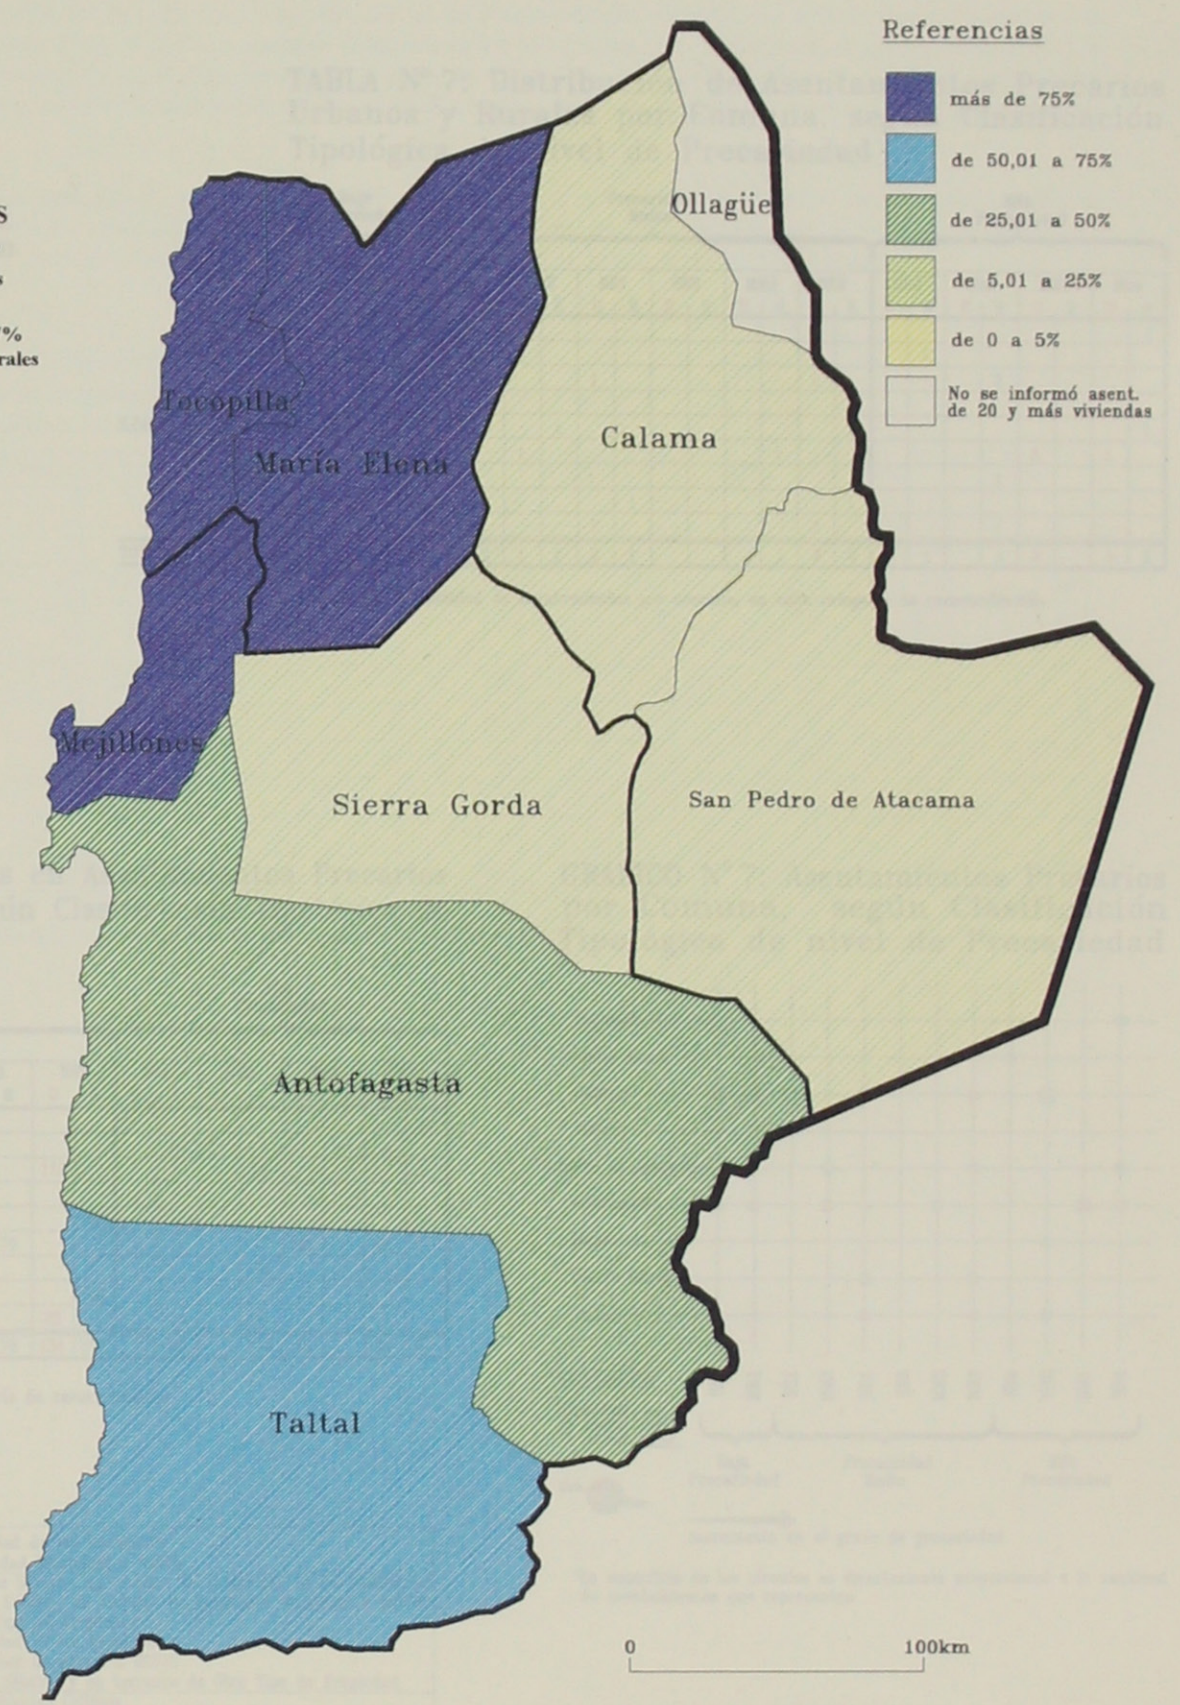 Referencias
más de 75%
de 50,01 a 75%
de 25,01 a 50%
de 5,01 a 25%
de 0 a 5%
No se informó asent.
de 20 y más viviendas
%
rales
Ollagüe
Tocopilla
María Elena
Calama
Mejillones
Sierra Gorda
San Pedro de Atacama
Antofagasta
Taltal
0 100km